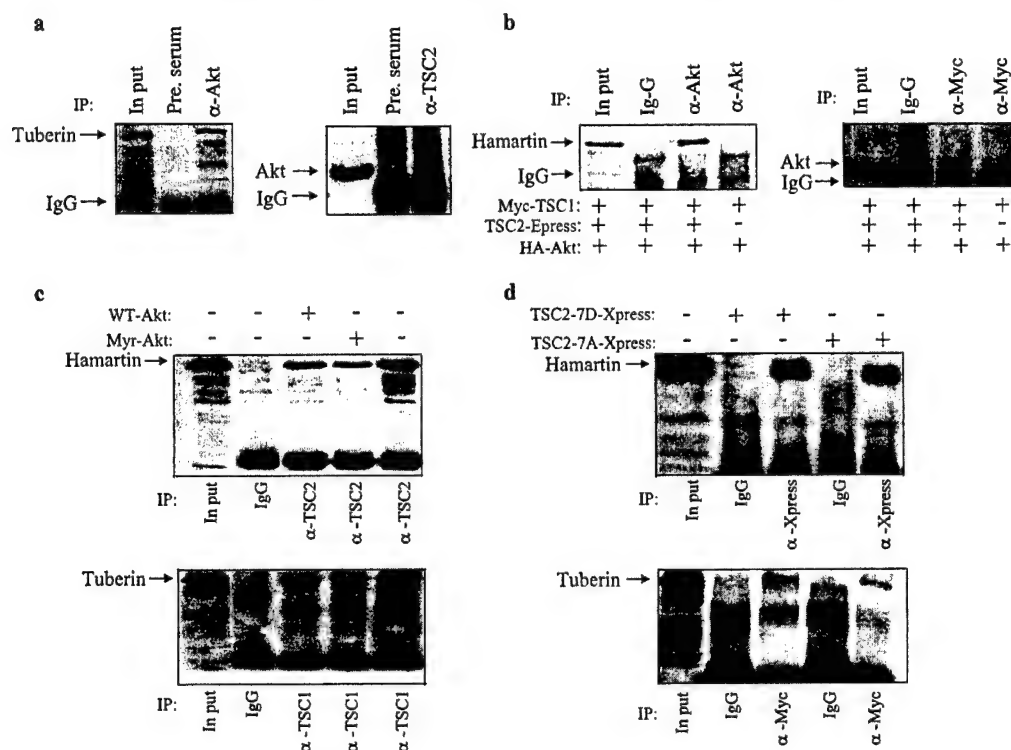 a
IP:
In put
Pre. serum
α-Akt
Tuberin
IgG
In put
Pre. serum
α-TSC2
Akt
IgG
b
IP:
In put
Ig-G
α-Akt
α-Akt
Hamartin
IgG
Myc-TSC1: + + + +
TSC2-Epress: + + + -
HA-Akt: + + + +
IP:
In put
Ig-G
α-Myc
α-Myc
Akt
IgG
+ + + +
+ + + -
+ + + +
c
WT-Akt: - - + - -
Myr-Akt: - - - + -
Hamartin
IP:
In put
IgG
α-TSC2
α-TSC2
α-TSC2
Tuberin
IP:
In put
IgG
α-TSC1
α-TSC1
α-TSC1
d
TSC2-7D-Xpress: - + + - -
TSC2-7A-Xpress: - - - + +
Hamartin
IP:
In put
IgG
α-Xpress
IgG
α-Xpress
Tuberin
IP:
In put
IgG
α-Myc
IgG
α-Myc